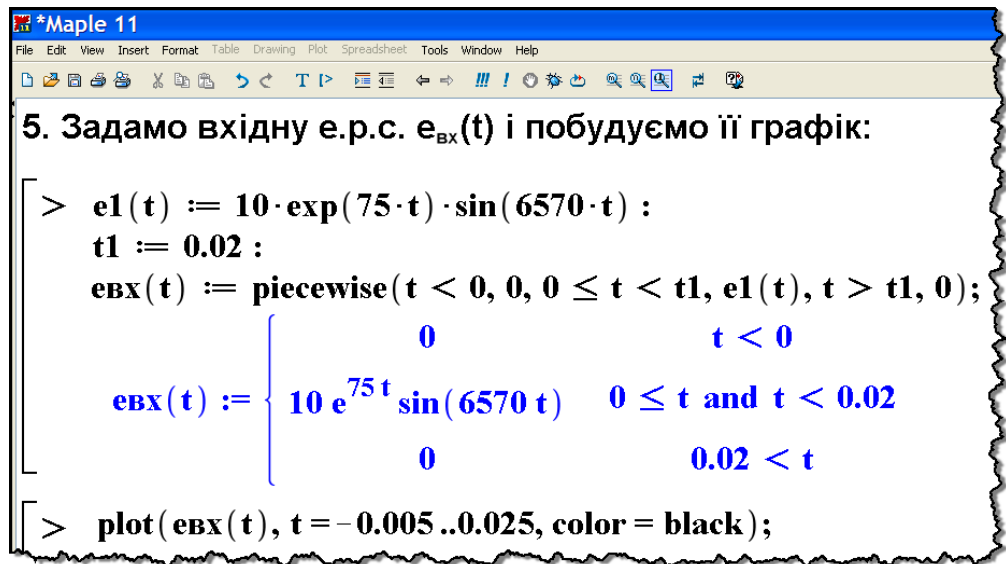 *Maple 11
File Edit View Insert Format Table Drawing Plot Spreadsheet Tools Window Help
5. Задамо вхідну е.р.с. eвх(t) і побудуємо її графік:
> e1(t) := 10·exp(75·t)·sin(6570·t) :
t1 := 0.02 :
евх(t) := piecewise(t < 0, 0, 0 ≤ t < t1, e1(t), t > t1, 0);
0 t < 0
евх(t) := { 10 e^75 t sin(6570 t) 0 ≤ t and t < 0.02
0 0.02 < t
> plot(евх(t), t = −0.005 ..0.025, color = black);